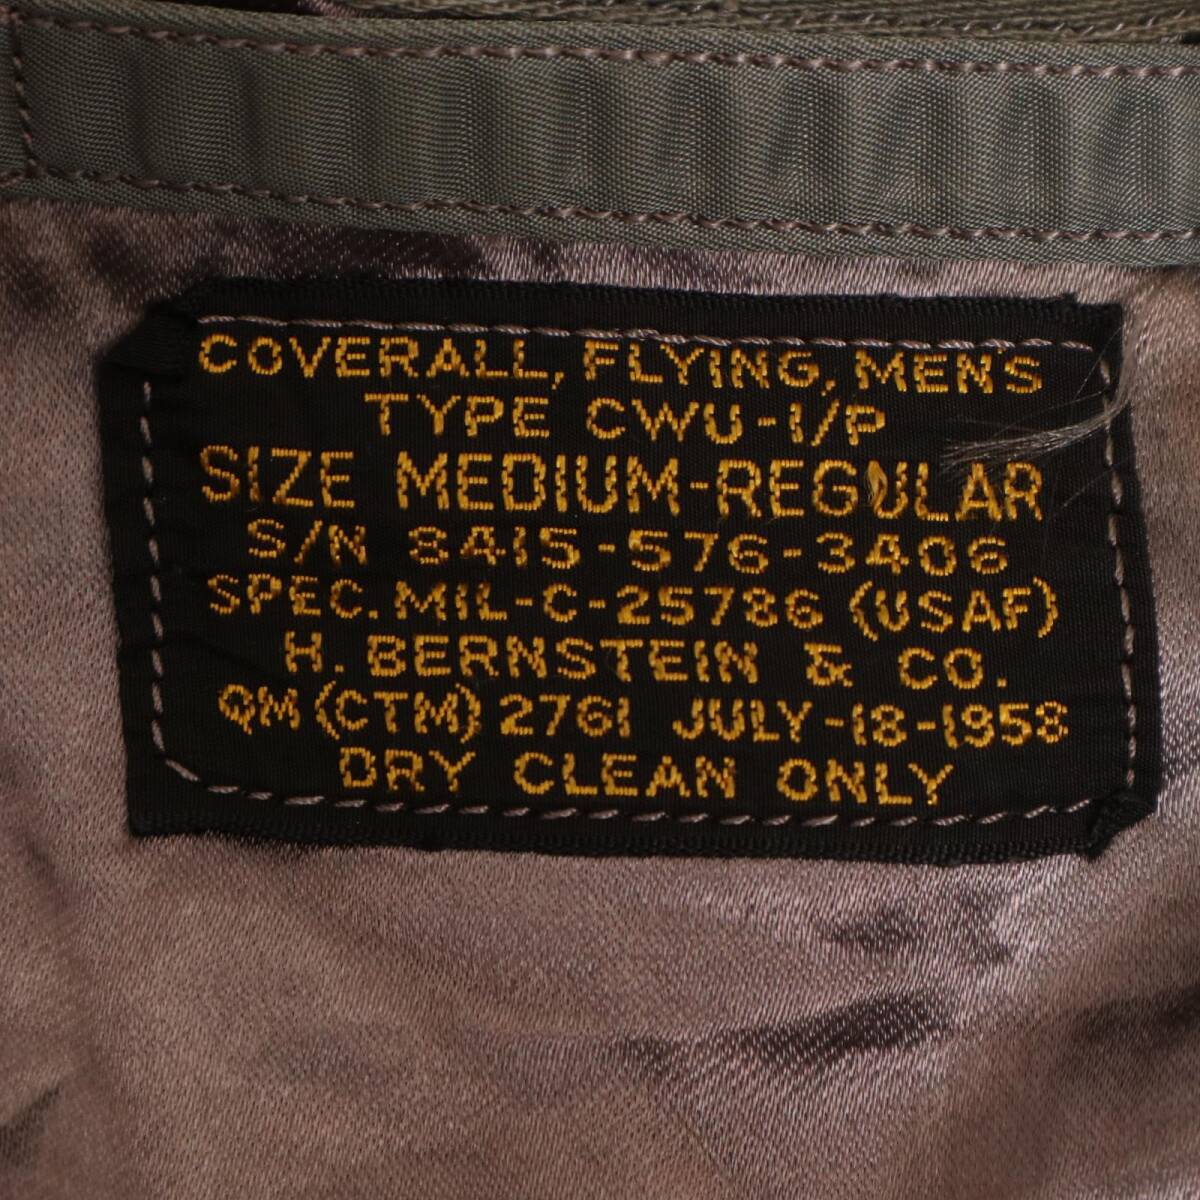 COVERALL, FLYING, MEN'S
TYPE CWU-1/P
SIZE MEDIUM-REGULAR
S/N 8415-576-3406
SPEC. MIL-C-25786 (USAF)
H. BERNSTEIN & CO.
QM (CTM) 2761 JULY-18-1958
DRY CLEAN ONLY